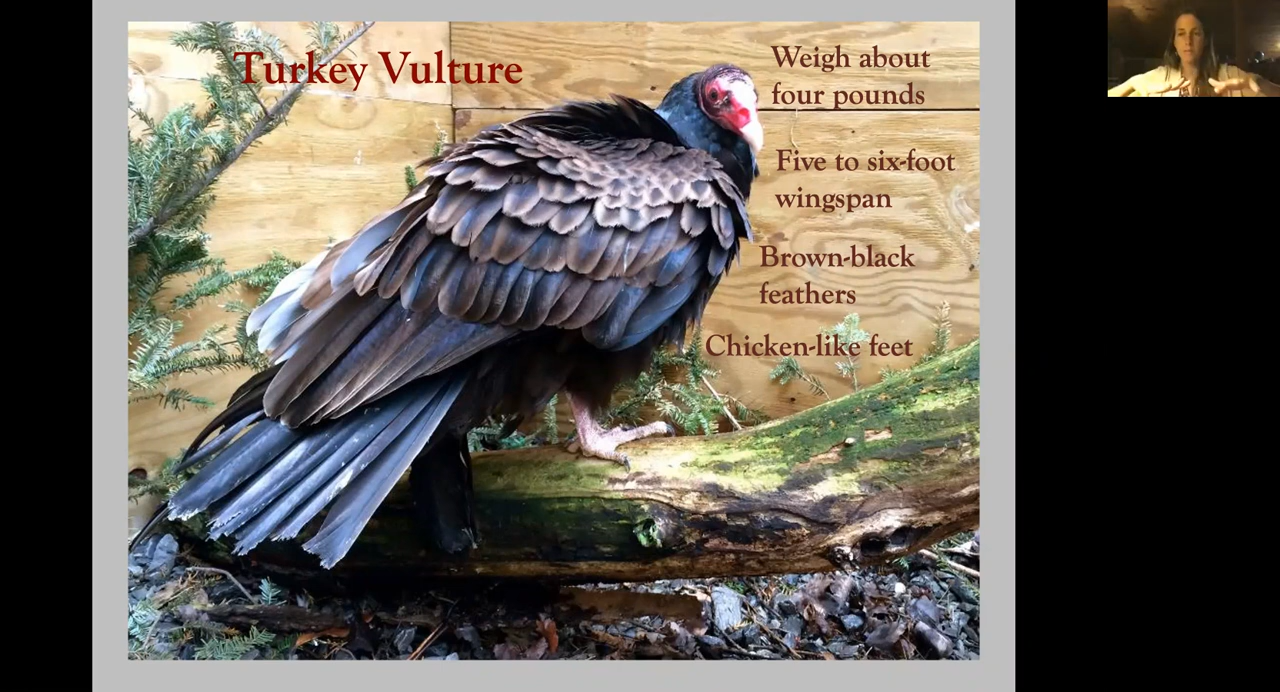 Turkey Vulture
Weigh about
four pounds
Five to six-foot
wingspan
Brown-black
feathers
Chicken-like feet